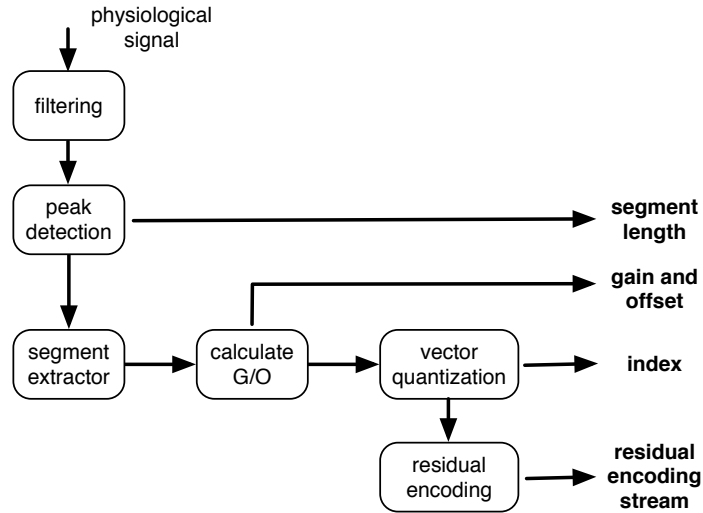 physiological
signal
filtering
peak
detection
segment
length
gain and
offset
segment
extractor
calculate
G/O
vector
quantization
index
residual
encoding
residual
encoding
stream